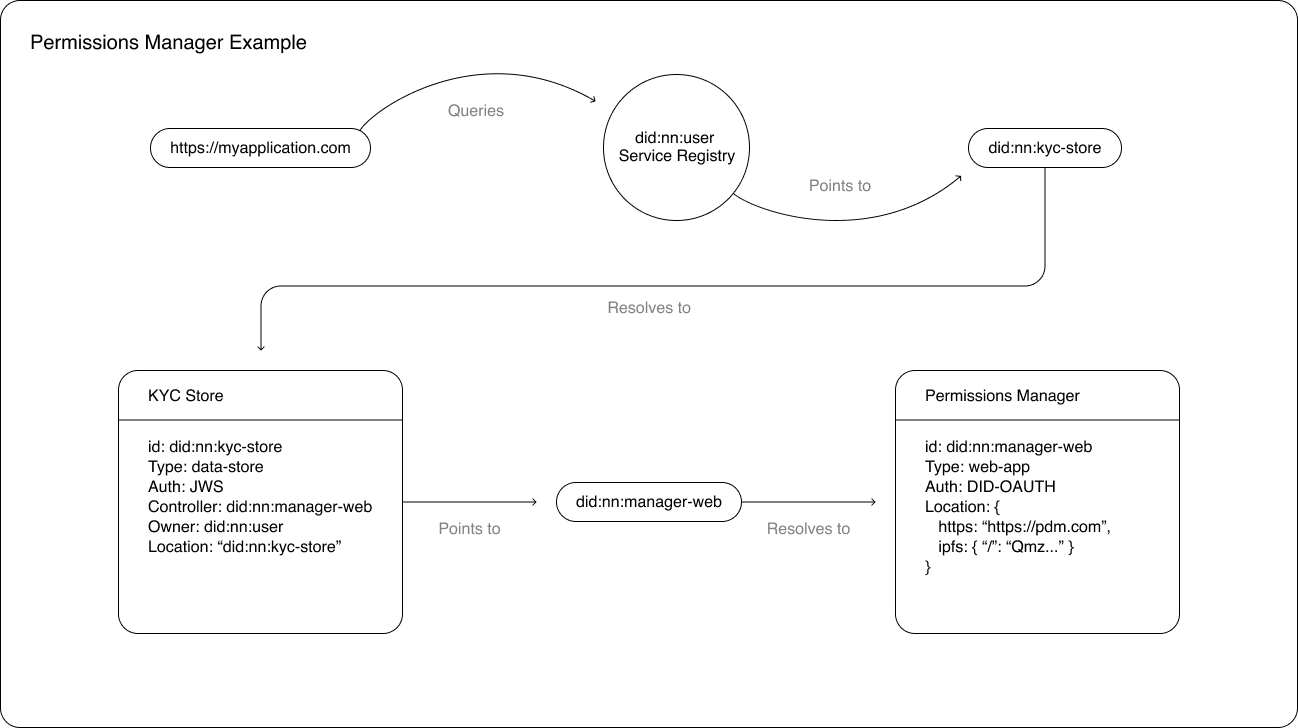 Permissions Manager Example
Queries
https://myapplication.com
did:nn:user
Service Registry
did:nn:kyc-store
Points to
Resolves to
KYC Store
id: did:nn:kyc-store
Type: data-store
Auth: JWS
Controller: did:nn:manager-web
Owner: did:nn:user
Location: “did:nn:kyc-store”
Points to
did:nn:manager-web
Resolves to
Permissions Manager
id: did:nn:manager-web
Type: web-app
Auth: DID-OAUTH
Location: {
https: “https://pdm.com”,
ipfs: { “/”: “Qmz...” }
}